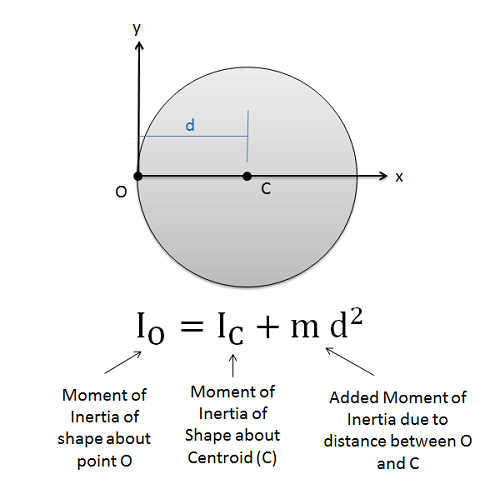 y
d
x
O
C
I_O = I_C + m d²
Moment of
Inertia of
shape about
point O
Moment of
Inertia of
Shape about
Centroid (C)
Added Moment of
Inertia due to
distance between O
and C